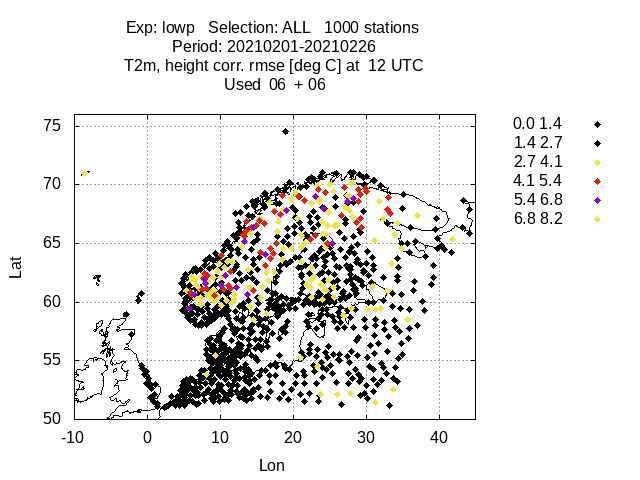 Exp: lowp Selection: ALL 1000 stations
Period: 20210201-20210226
T2m, height corr. rmse [deg C] at 12 UTC
Used 06 + 06
75
70
65
60
55
50
Lat
-10 0 10 20 30 40
Lon
0.0 1.4
1.4 2.7
2.7 4.1
4.1 5.4
5.4 6.8
6.8 8.2